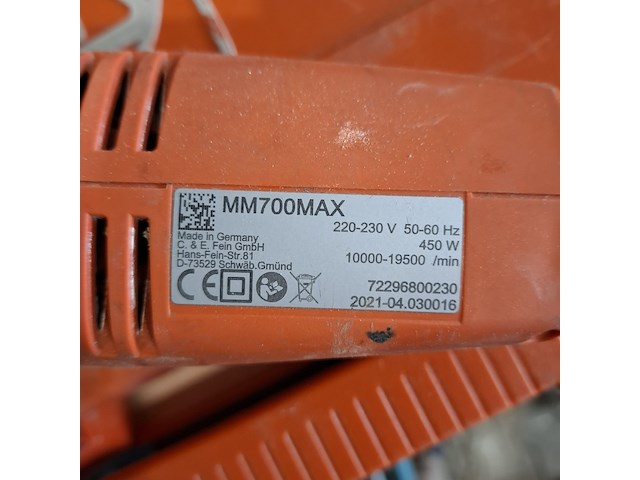 MM700MAX
220-230 V 50-60 Hz
Made in Germany
C. & E. Fein GmbH
450 W
Hans-Fein-Str.81
10000-19500 /min
D-73529 Schwäb.Gmünd
CE
72296800230
2021-04.030016